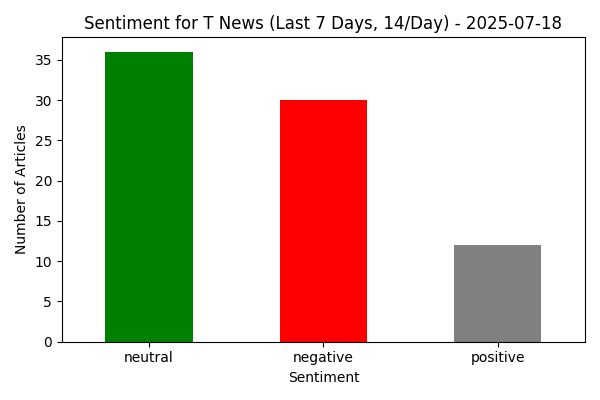 Sentiment for T News (Last 7 Days, 14/Day) - 2025-07-18
Number of Articles
35
30
25
20
15
10
5
0
neutral negative positive
Sentiment